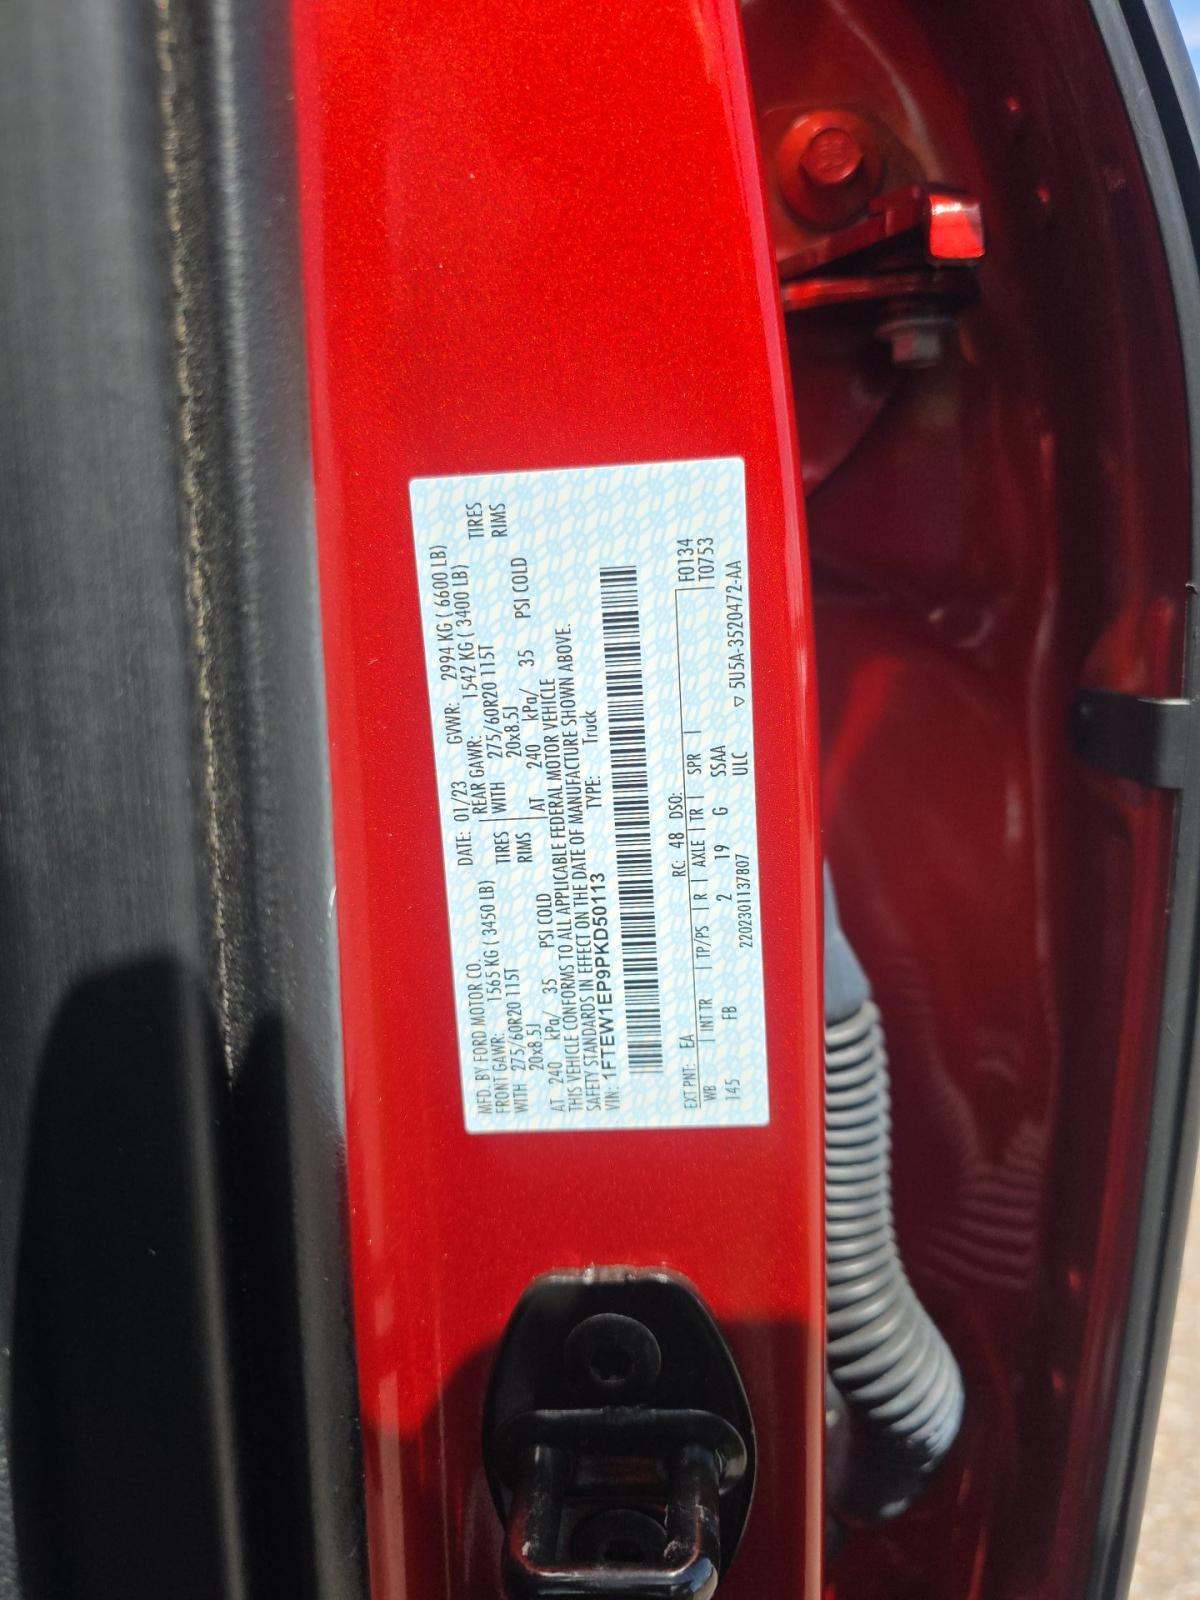 MFD. BY FORD MOTOR CO.
DATE: 01/23 GVWR: 2994 KG ( 6600 LB)
FRONT GAWR: 1565 KG ( 3450 LB) REAR GAWR: 1542 KG ( 3400 LB)
WITH 275/60R20 115T TIRES WITH 275/60R20 115T TIRES
20x8.5J RIMS 20x8.5J RIMS
AT 240 kPa/ 35 PSI COLD AT 240 kPa/ 35 PSI COLD
THIS VEHICLE CONFORMS TO ALL APPLICABLE FEDERAL MOTOR VEHICLE
SAFETY STANDARDS IN EFFECT ON THE DATE OF MANUFACTURE SHOWN ABOVE.
VIN: 1FTEW1EP9PKD50113 TYPE: Truck
F0134
T0753
EXT PNT: EA RC: 48 DSO:
WB INT TR TP/PS R AXLE TR SPR
145 FB 2 19 G SSAA
2202301137807 ULC ▽ 5U5A-3520472-AA